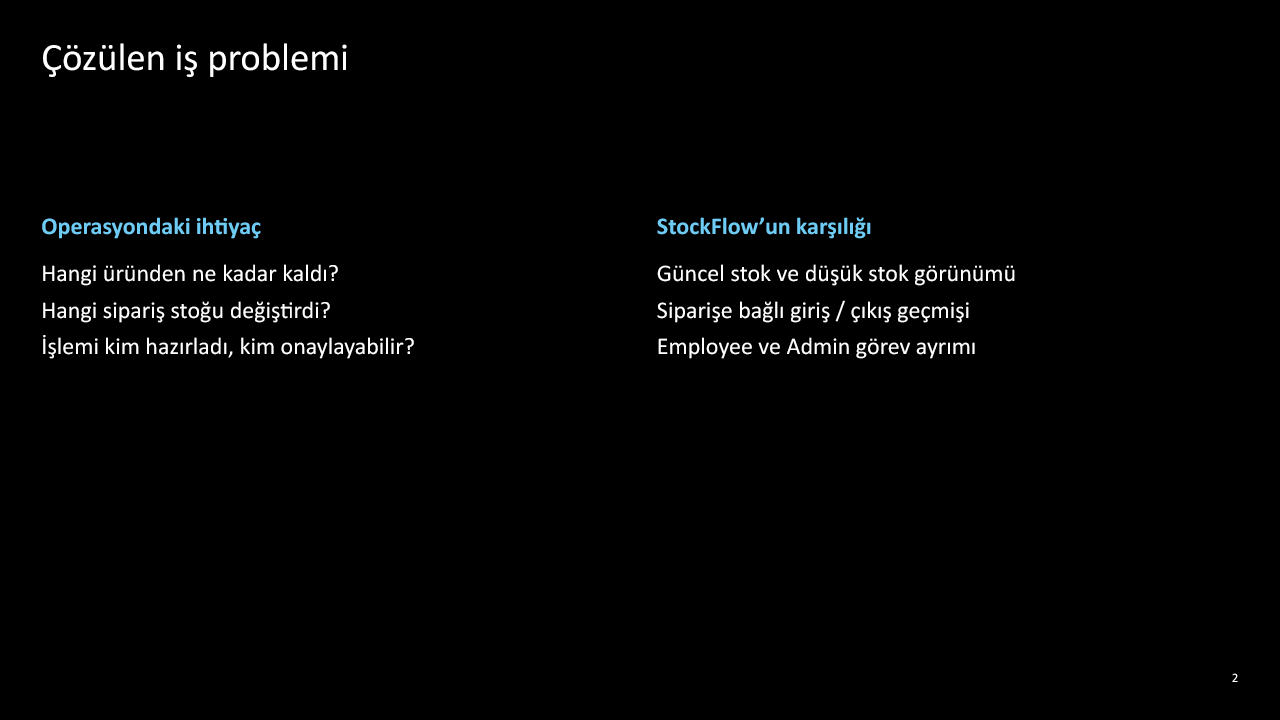 Çözülen iş problemi
Operasyondaki ihtiyaç
Hangi üründen ne kadar kaldı?
Hangi sipariş stoğu değiştirdi?
İşlemi kim hazırladı, kim onaylayabilir?
StockFlow’un karşılığı
Güncel stok ve düşük stok görünümü
Siparişe bağlı giriş / çıkış geçmişi
Employee ve Admin görev ayrımı
2